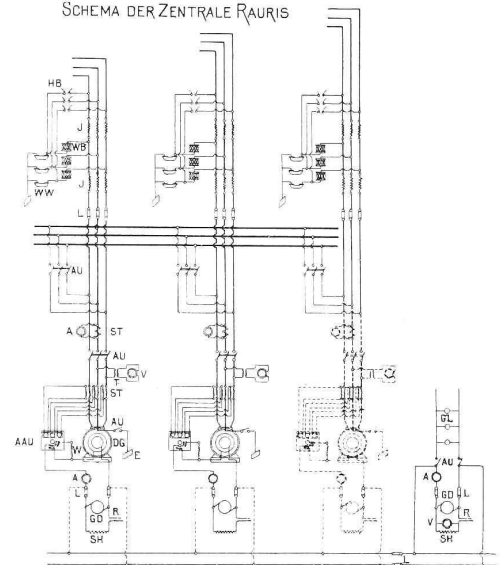 SCHEMA DER ZENTRALE RAURIS
HB
J
WB
J
WW
L
AU
A ST
AU
T V
ST
AU
AAU W DG
E
A
L
GD R
SH
GL
AU
A
GD L
R
V
SH
L